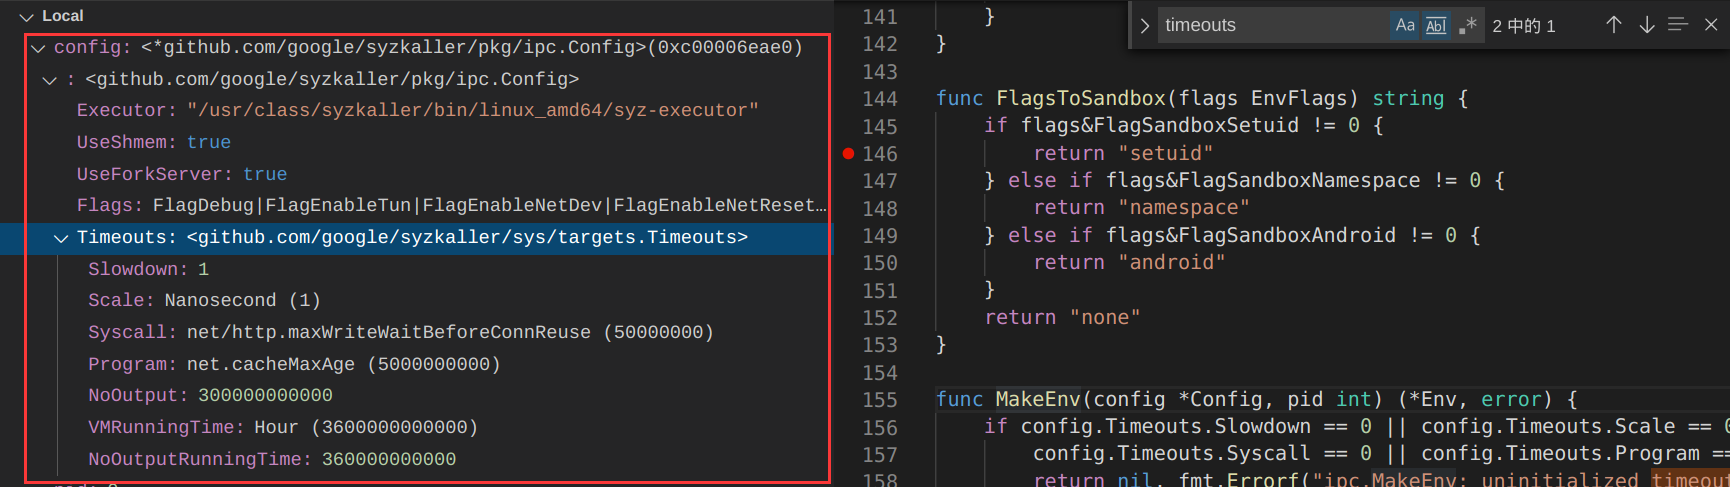 Local
config: <*github.com/google/syzkaller/pkg/ipc.Config>(0xc00006eae0)
: <github.com/google/syzkaller/pkg/ipc.Config>
Executor: "/usr/class/syzkaller/bin/linux_amd64/syz-executor"
UseShmem: true
UseForkServer: true
Flags: FlagDebug|FlagEnableTun|FlagEnableNetDev|FlagEnableNetReset…
Timeouts: <github.com/google/syzkaller/sys/targets.Timeouts>
Slowdown: 1
Scale: Nanosecond (1)
Syscall: net/http.maxWriteWaitBeforeConnReuse (50000000)
Program: net.cacheMaxAge (5000000000)
NoOutput: 300000000000
VMRunningTime: Hour (3600000000000)
NoOutputRunningTime: 360000000000
timeouts
Aa Abl .*
2 中的 1
141 }
142 }
143
144 func FlagsToSandbox(flags EnvFlags) string {
145 if flags&FlagSandboxSetuid != 0 {
146 return "setuid"
147 } else if flags&FlagSandboxNamespace != 0 {
148 return "namespace"
149 } else if flags&FlagSandboxAndroid != 0 {
150 return "android"
151 }
152 return "none"
153 }
154
155 func MakeEnv(config *Config, pid int) (*Env, error) {
156 if config.Timeouts.Slowdown == 0 || config.Timeouts.Scale == 0
157 config.Timeouts.Syscall == 0 || config.Timeouts.Program ==
158 return nil, fmt.Errorf("ipc.MakeEnv: uninitialized timeout